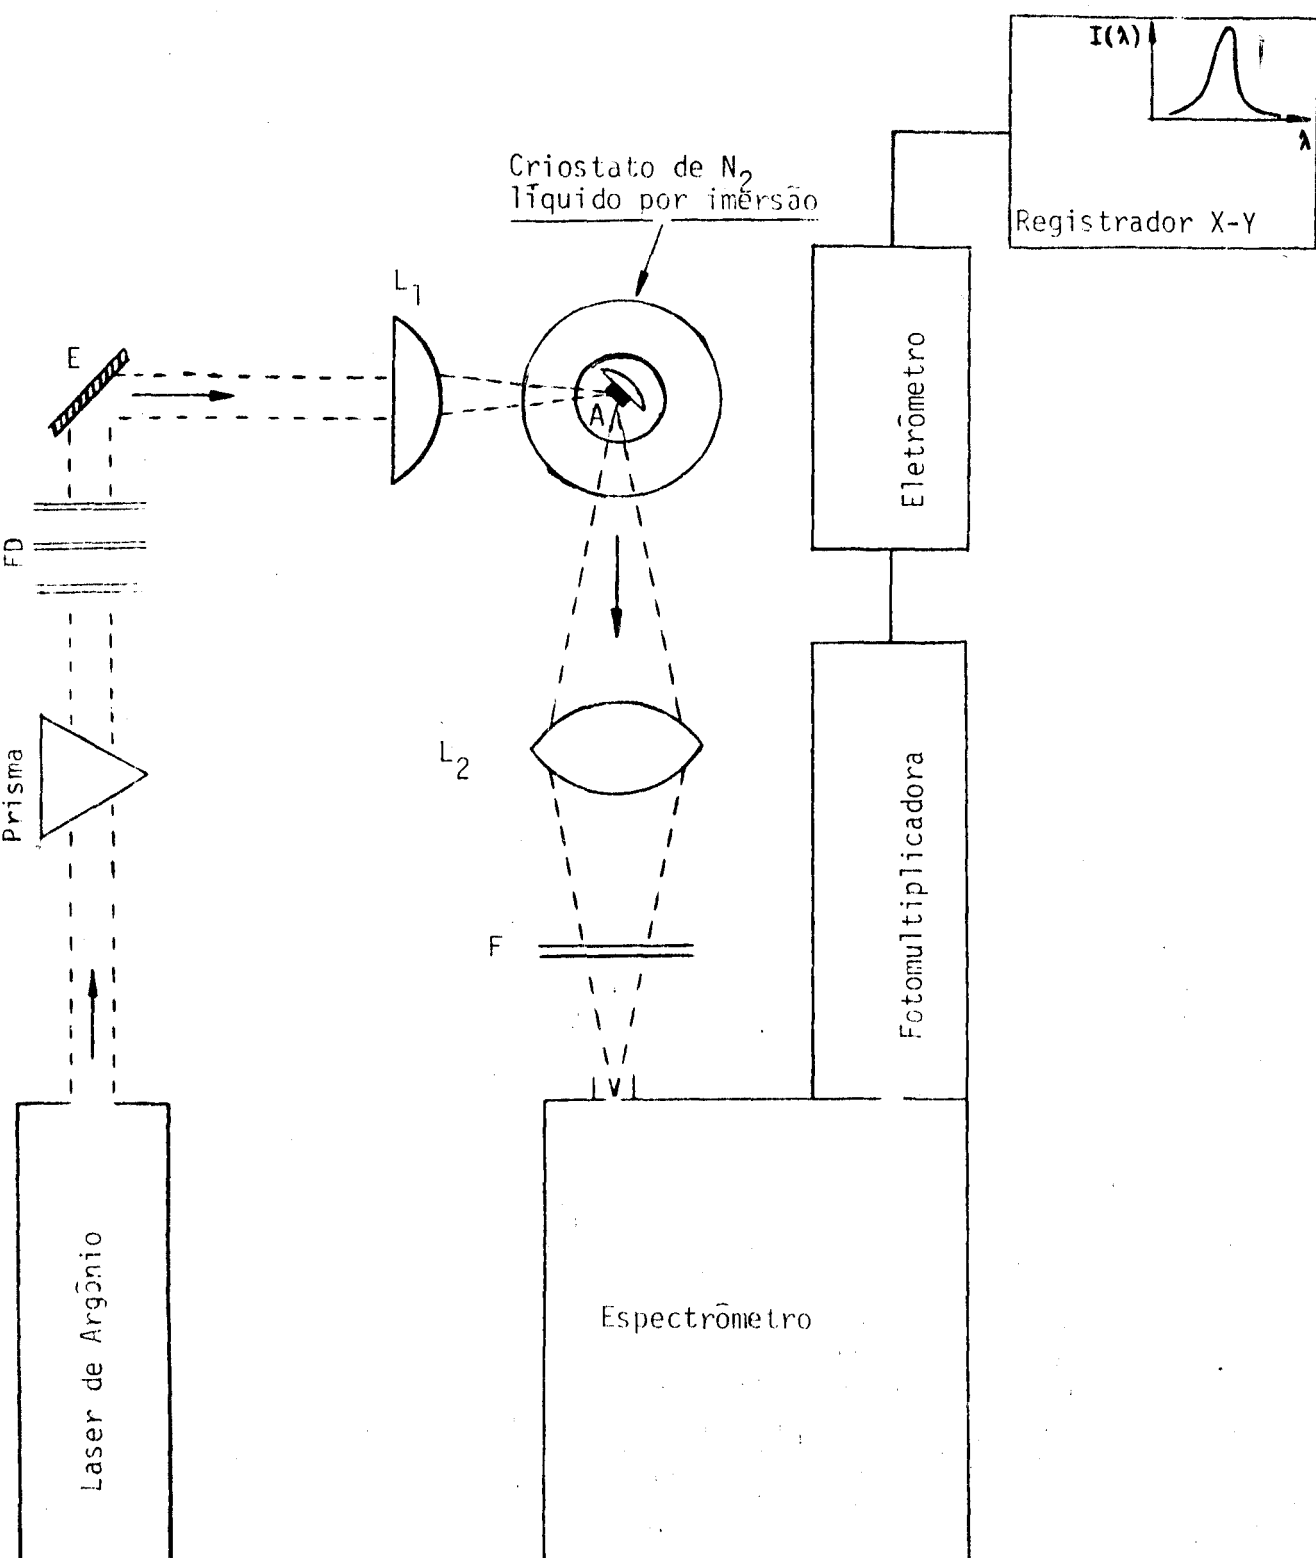 I(λ)
λ
Registrador X-Y
Criostato de N2
líquido por imersão
L1
E
A
Eletrômetro
FD
L2
Prisma
F
Fotomultiplicadora
Laser de Argônio
Espectrômetro